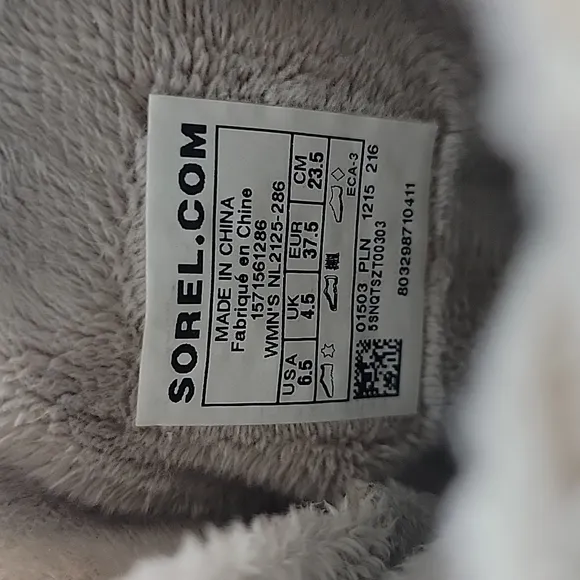 SOREL.COM
MADE IN CHINA
Fabriqué en Chine
1571561286
WMN'S NL2125-286
USA UK EUR CM
6.5 4.5 37.5 23.5
ECA-3
01503 PLN 1215 216
5SNQTSZT00303
803298710411